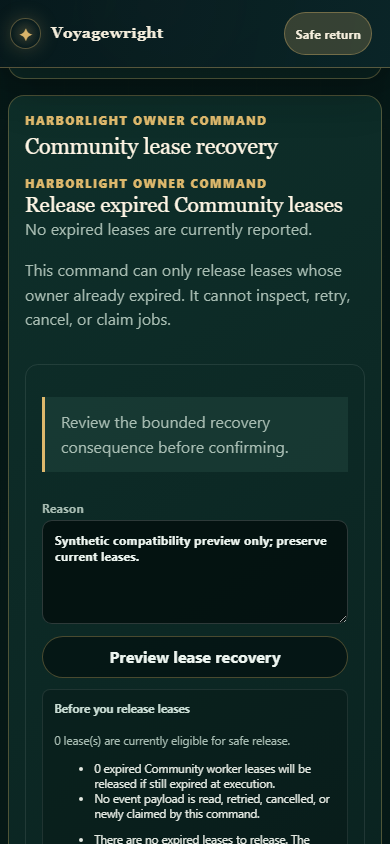 Voyagewright
Safe return
HARBORLIGHT OWNER COMMAND
Community lease recovery
HARBORLIGHT OWNER COMMAND
Release expired Community leases
No expired leases are currently reported.
This command can only release leases whose
owner already expired. It cannot inspect, retry,
cancel, or claim jobs.
Review the bounded recovery
consequence before confirming.
Reason
Synthetic compatibility preview only; preserve
current leases.
Preview lease recovery
Before you release leases
0 lease(s) are currently eligible for safe release.
• 0 expired Community worker leases will be
released if still expired at execution.
• No event payload is read, retried, cancelled, or
newly claimed by this command.
• There are no expired leases to release. The